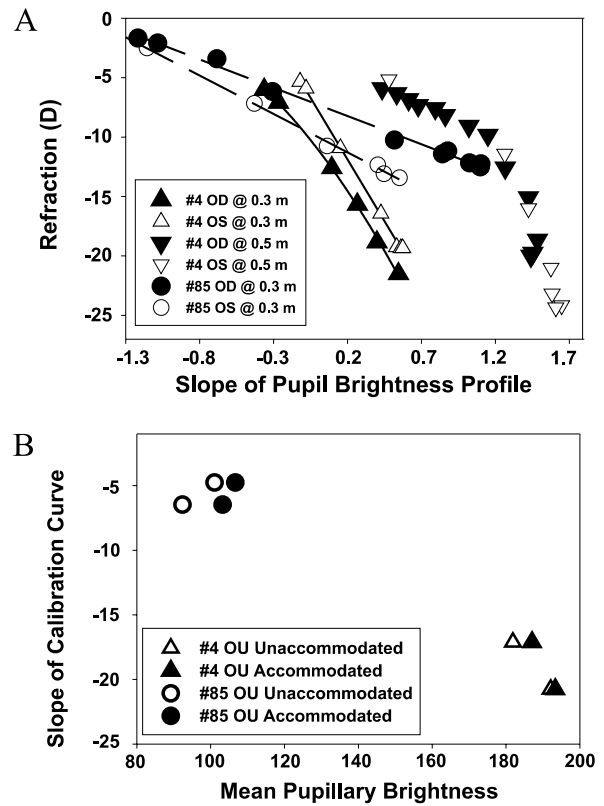 A
0
-5
-10
-15
-20
-25
Refraction (D)
#4 OD @ 0.3 m
#4 OS @ 0.3 m
#4 OD @ 0.5 m
#4 OS @ 0.5 m
#85 OD @ 0.3 m
#85 OS @ 0.3 m
-1.3 -0.8 -0.3 0.2 0.7 1.2 1.7
Slope of Pupil Brightness Profile
B
-5
-10
-15
-20
-25
Slope of Calibration Curve
#4 OU Unaccommodated
#4 OU Accommodated
#85 OU Unaccommodated
#85 OU Accommodated
80 100 120 140 160 180 200
Mean Pupillary Brightness